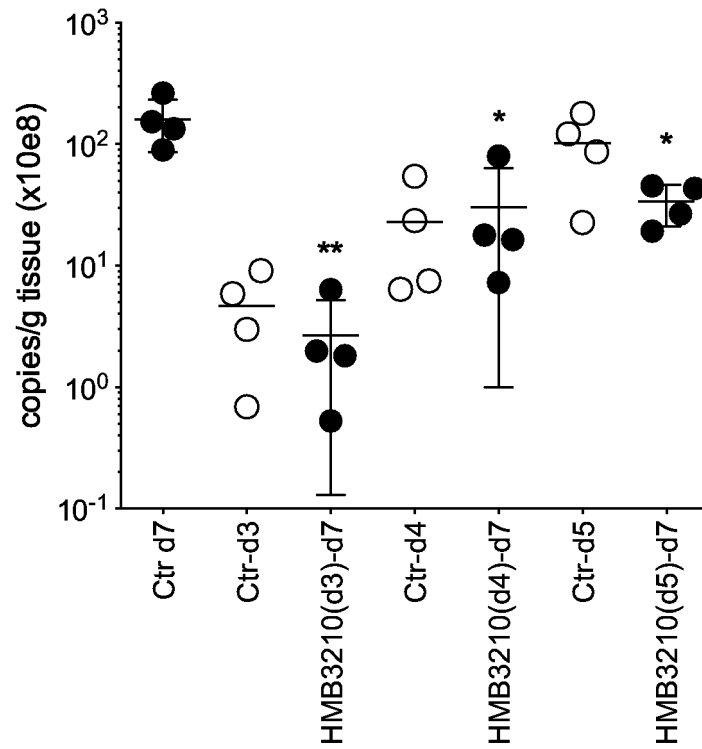 copies/g tissue (x10e8)
10³
10²
10¹
10⁰
10⁻¹
**
*
*
Ctr d7
Ctr-d3
HMB3210(d3)-d7
Ctr-d4
HMB3210(d4)-d7
Ctr-d5
HMB3210(d5)-d7